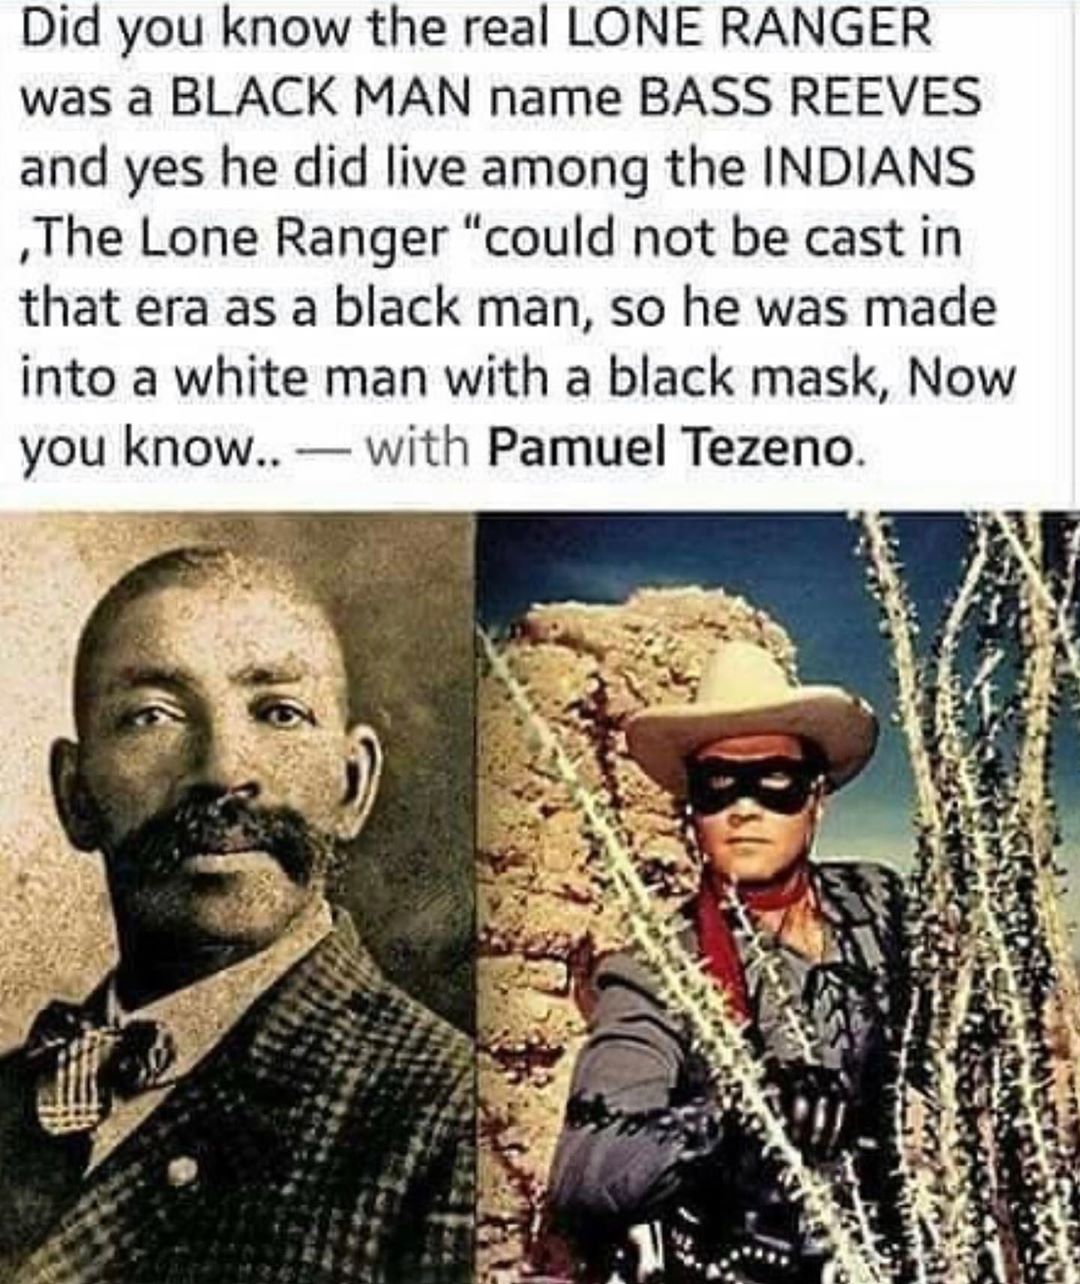 Did you know the real LONE RANGER
was a BLACK MAN name BASS REEVES
and yes he did live among the INDIANS
,The Lone Ranger “could not be cast in
that era as a black man, so he was made
into a white man with a black mask, Now
you know.. — with Pamuel Tezeno.